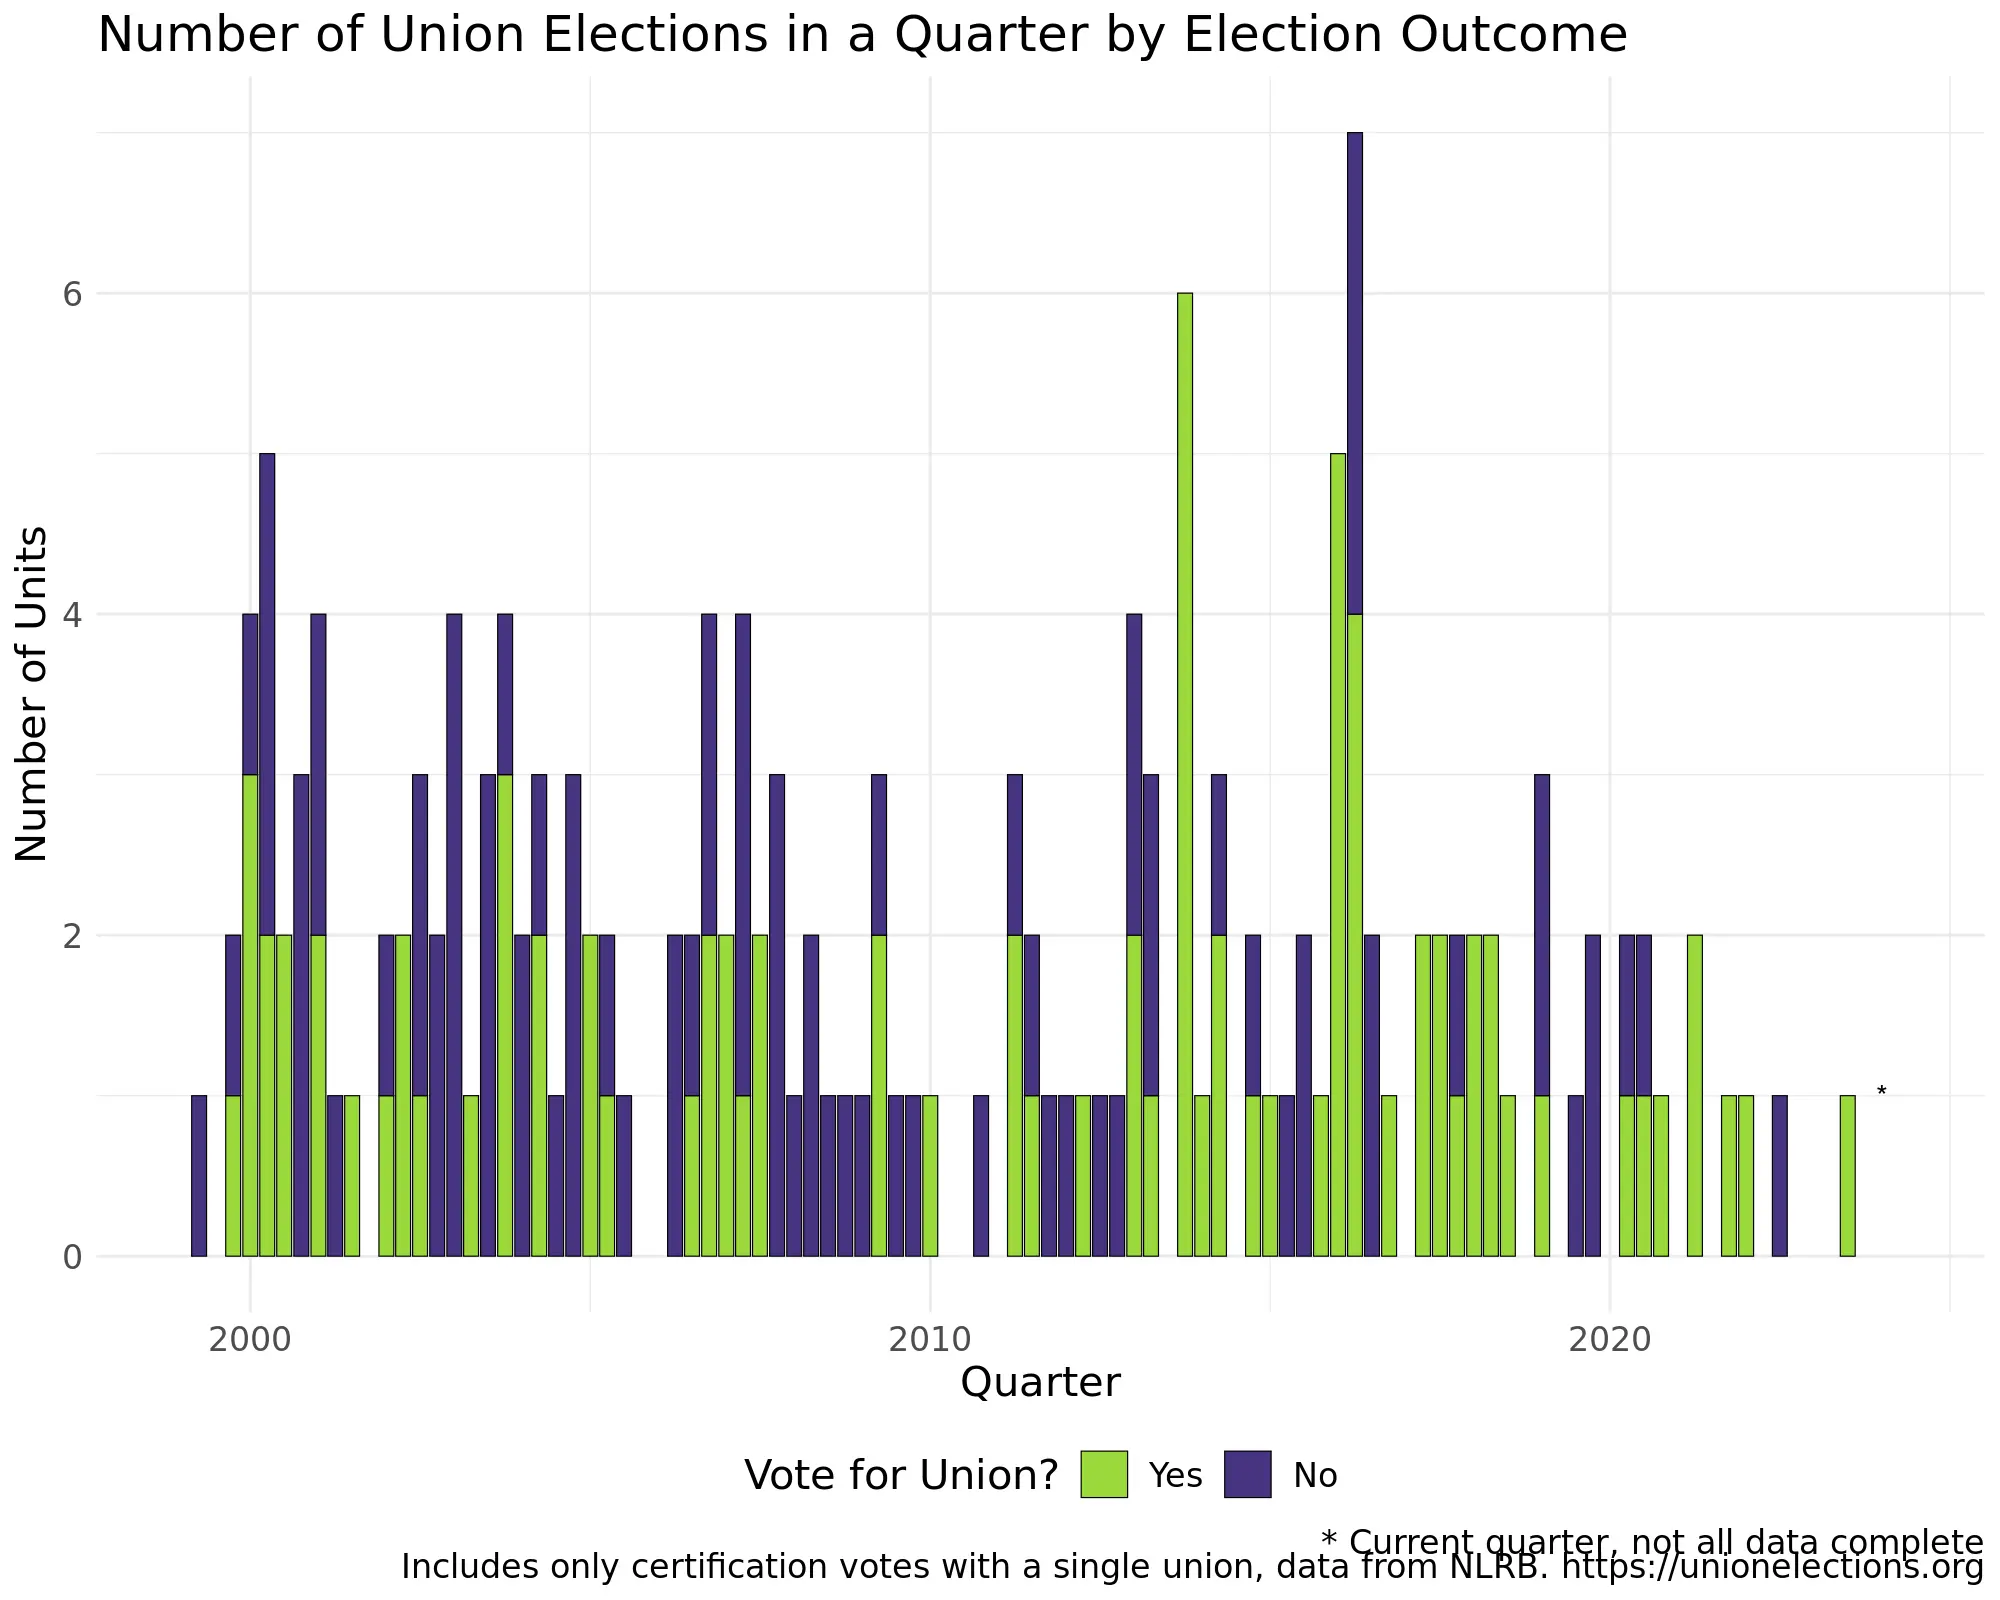 Number of Union Elections in a Quarter by Election Outcome
Number of Units
6
4
2
0
*
2000 2010 2020
Quarter
Vote for Union? Yes No
* Current quarter, not all data complete
Includes only certification votes with a single union, data from NLRB. https://unionelections.org